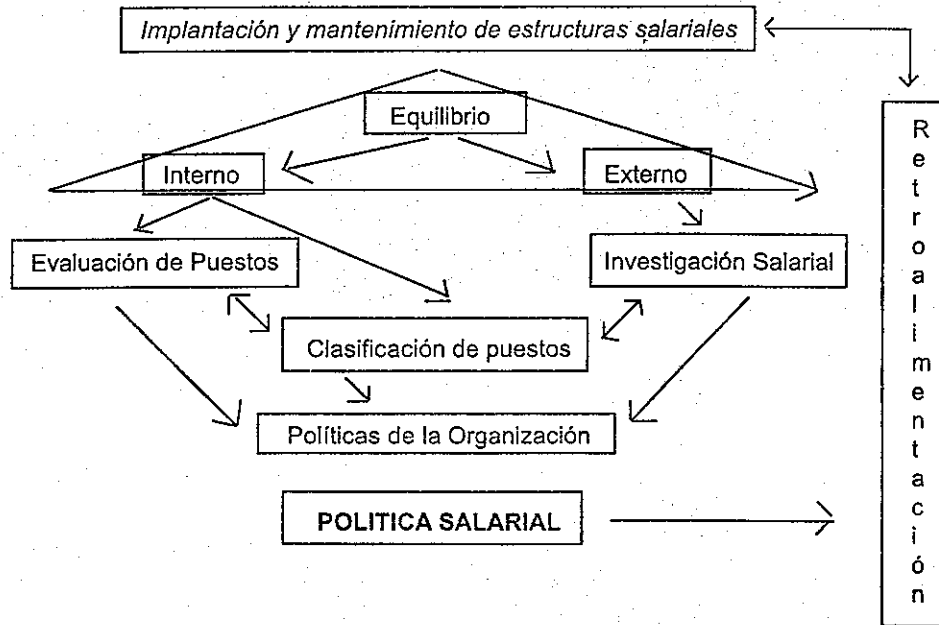 Implantación y mantenimiento de estructuras salariales
Equilibrio
Interno
Externo
Evaluación de Puestos
Investigación Salarial
Clasificación de puestos
Políticas de la Organización
POLITICA SALARIAL
Retroalimentación